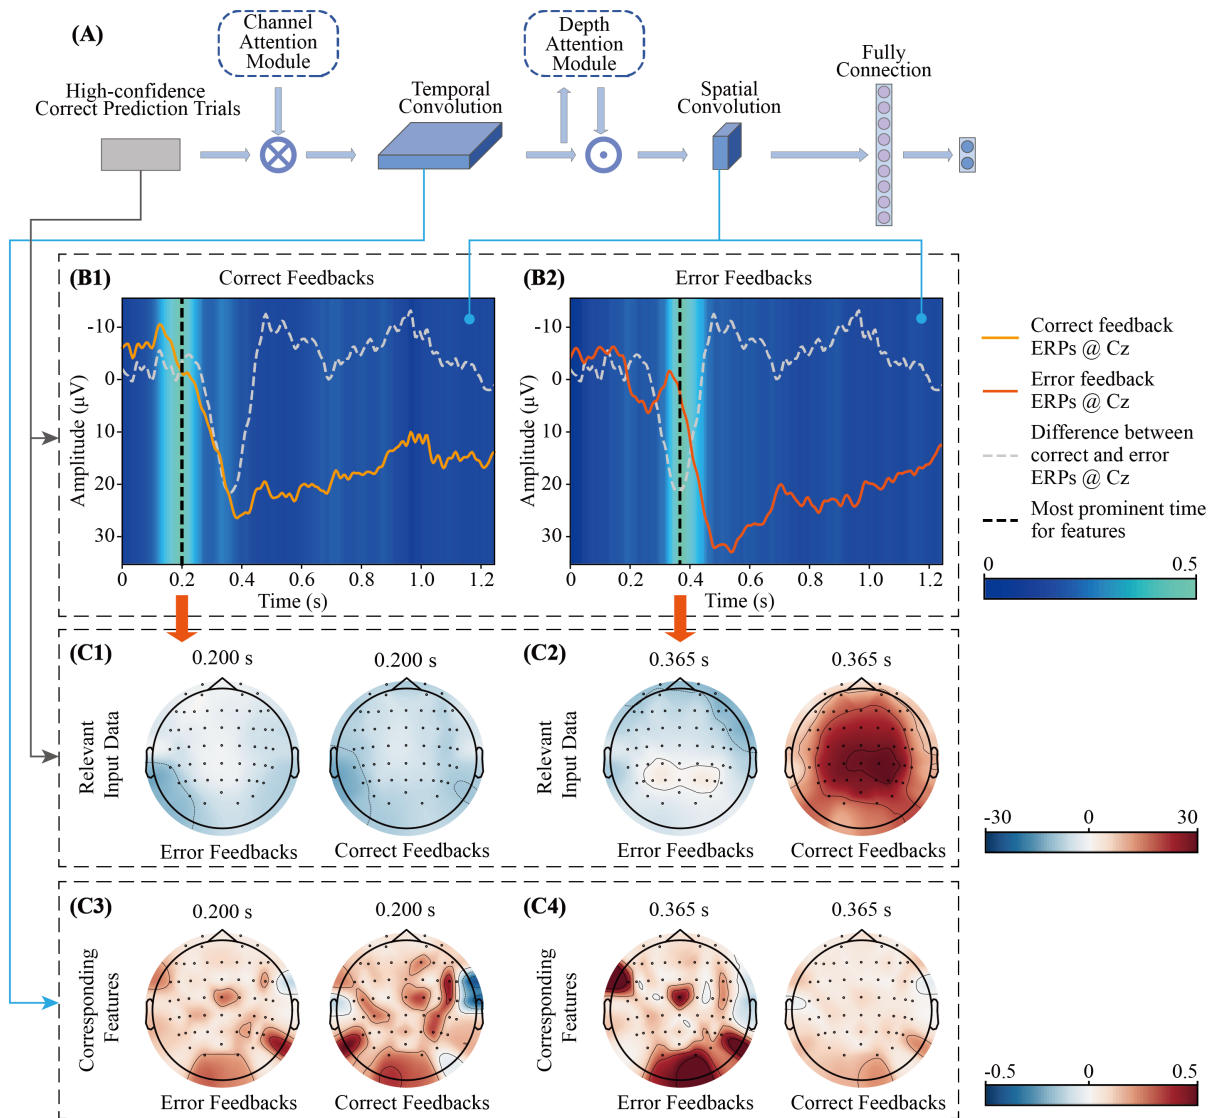 (A)
Channel
Attention
Module
Depth
Attention
Module
Fully
Connection
High-confidence
Correct Prediction Trials
Temporal
Convolution
Spatial
Convolution
(B1)
Correct Feedbacks
(B2)
Error Feedbacks
Amplitude (µV)
-10
0
10
20
30
0 0.2 0.4 0.6 0.8 1.0 1.2
Time (s)
Amplitude (µV)
-10
0
10
20
30
0 0.2 0.4 0.6 0.8 1.0 1.2
Time (s)
Correct feedback
ERPs @ Cz
Error feedback
ERPs @ Cz
Difference between
correct and error
ERPs @ Cz
Most prominent time
for features
0 0.5
(C1)
0.200 s
0.200 s
(C2)
0.365 s
0.365 s
Relevant
Input Data
Relevant
Input Data
Error Feedbacks
Correct Feedbacks
Error Feedbacks
Correct Feedbacks
-30 0 30
(C3)
0.200 s
0.200 s
(C4)
0.365 s
0.365 s
Corresponding
Features
Corresponding
Features
Error Feedbacks
Correct Feedbacks
Error Feedbacks
Correct Feedbacks
-0.5 0 0.5